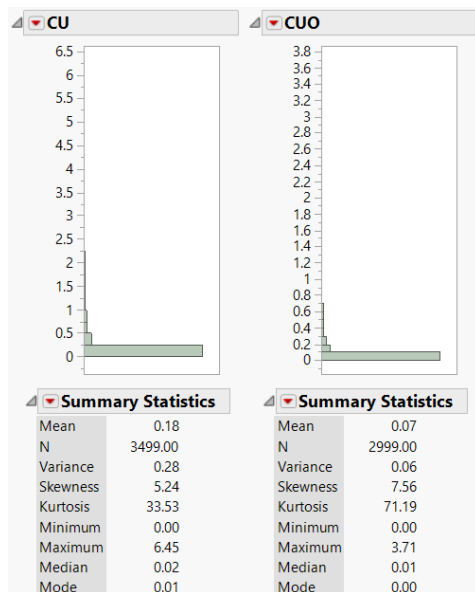 CU
6.5
6
5.5
5
4.5
4
3.5
3
2.5
2
1.5
1
0.5
0
Summary Statistics
Mean 0.18
N 3499.00
Variance 0.28
Skewness 5.24
Kurtosis 33.53
Minimum 0.00
Maximum 6.45
Median 0.02
Mode 0.01
CUO
3.8
3.6
3.4
3.2
3
2.8
2.6
2.4
2.2
2
1.8
1.6
1.4
1.2
1
0.8
0.6
0.4
0.2
0
Summary Statistics
Mean 0.07
N 2999.00
Variance 0.06
Skewness 7.56
Kurtosis 71.19
Minimum 0.00
Maximum 3.71
Median 0.01
Mode 0.00